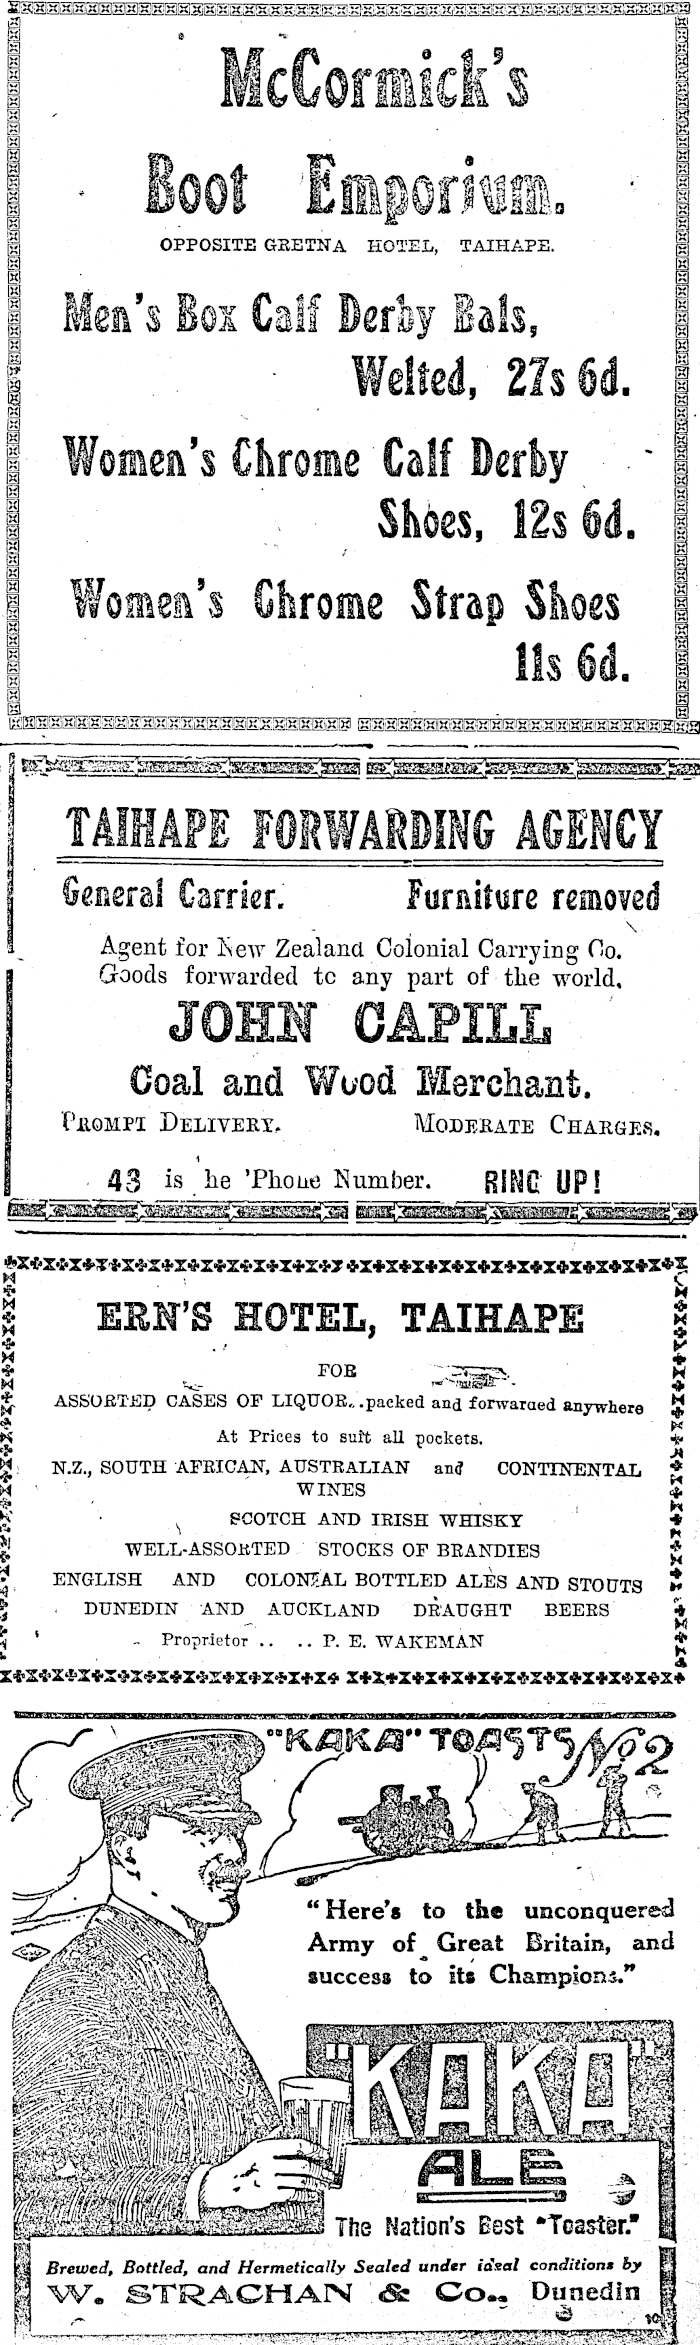 McCormick's
Boot Emporium.
OPPOSITE GRETNA HOTEL, TAIHAPE.
Men's Box Calf Derby Bals,
Welted, 27s 6d.
Women's Chrome Calf Derby
Shoes, 12s 6d.
Women's Chrome Strap Shoes
11s 6d.
TAIHAPE FORWARDING AGENCY
General Carrier. Furniture removed
Agent for New Zealand Colonial Carrying Co.
Goods forwarded to any part of the world.
JOHN CAPILL
Coal and Wood Merchant.
PROMPT DELIVERY. MODERATE CHARGES.
43 is he 'Phone Number. RING UP!
ERN'S HOTEL, TAIHAPE
FOR
ASSORTED CASES OF LIQUOR...packed and forwarded anywhere
At Prices to suit all pockets.
N.Z., SOUTH AFRICAN, AUSTRALIAN and CONTINENTAL
WINES
SCOTCH AND IRISH WHISKY
WELL-ASSORTED STOCKS OF BRANDIES
ENGLISH AND COLONIAL BOTTLED ALES AND STOUTS
DUNEDIN AND AUCKLAND DRAUGHT BEERS
Proprietor .. .. P. E. WAKEMAN
"KAKA" TOASTS No 2
"Here's to the unconquered
Army of Great Britain, and
success to its Champions."
"KAKA"
ALE
The Nation's Best "Toaster."
Brewed, Bottled, and Hermetically Sealed under ideal conditions by
W. STRACHAN & Co., Dunedin
10